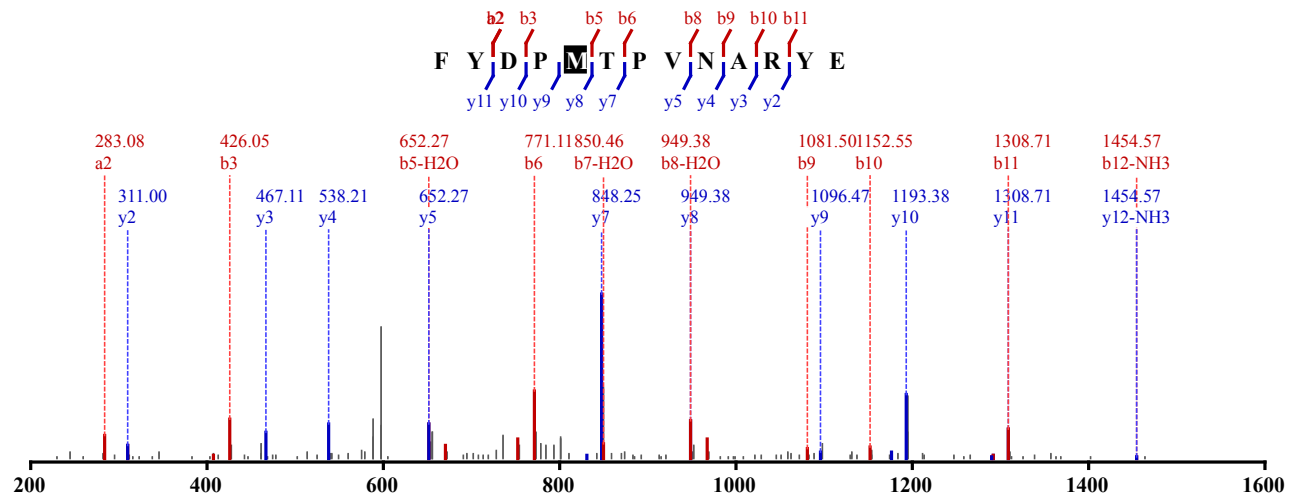 a2 b2 b3 b5 b6 b8 b9 b10 b11
F Y D P M T P V N A R Y E
y11 y10 y9 y8 y7 y5 y4 y3 y2
283.08 426.05 652.27 771.11 850.46 949.38 1081.50 1152.55 1308.71 1454.57
a2 b3 b5-H2O b6 b7-H2O b8-H2O b9 b10 b11 b12-NH3
311.00 467.11 538.21 652.27 848.25 949.38 1096.47 1193.38 1308.71 1454.57
y2 y3 y4 y5 y7 y8 y9 y10 y11 y12-NH3
200 400 600 800 1000 1200 1400 1600